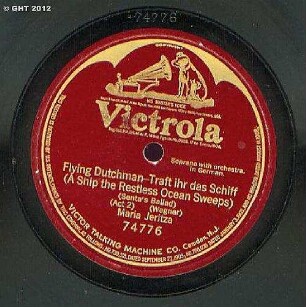 © GHT 2012
74776
HIS MASTER'S VOICE
Victrola
Soprano with orchestra.
In German.
Flying Dutchman-Traft ihr das Schiff
(A Ship the Restless Ocean Sweeps)
(Senta's Ballad)
(Act 2) (Wagner)
Maria Jeritza
74776
VICTOR TALKING MACHINE CO. Camden, N.J.